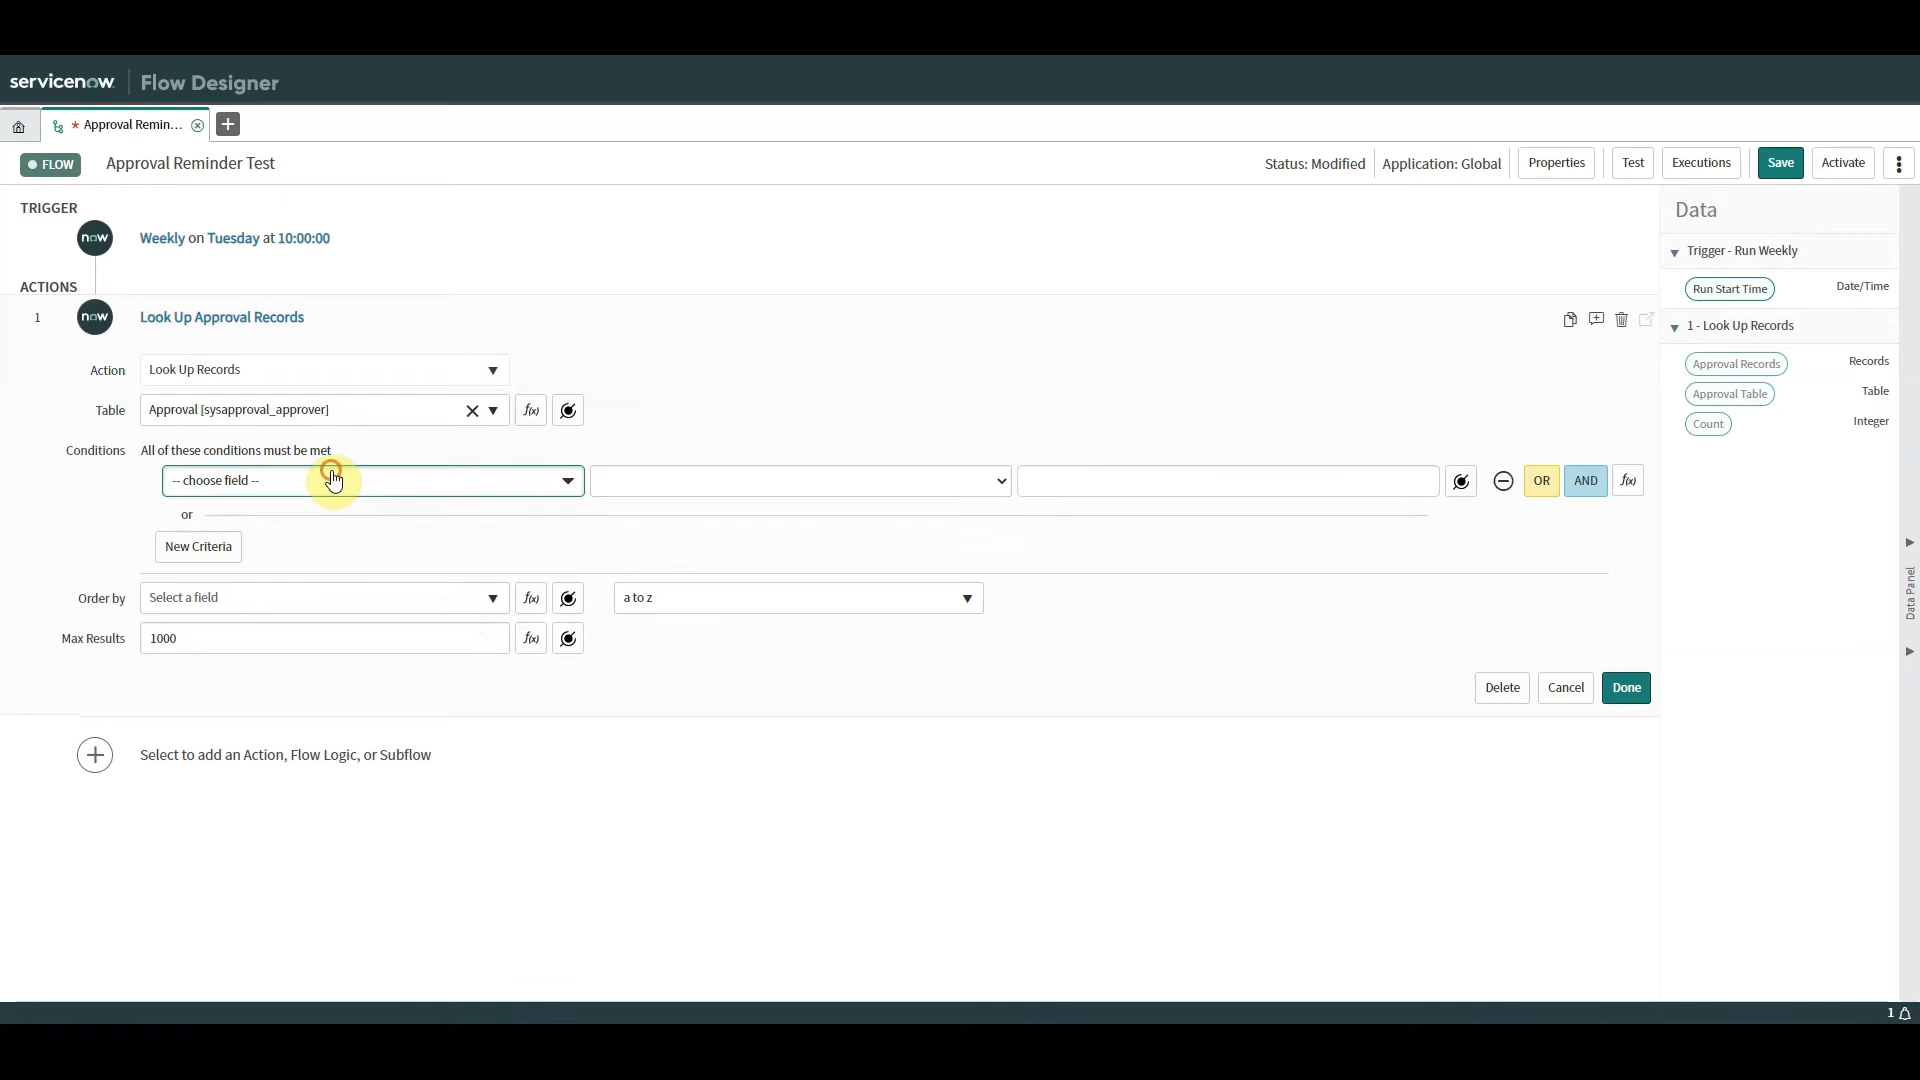 servicenow Flow Designer
* Approval Remin...
FLOW Approval Reminder Test Status: Modified Application: Global Properties Test Executions Save Activate
TRIGGER
now Weekly on Tuesday at 10:00:00
ACTIONS
1 now Look Up Approval Records
Action Look Up Records
Table Approval [sysapproval_approver] f(x)
Conditions All of these conditions must be met
-- choose field -- OR AND f(x)
or
New Criteria
Order by Select a field f(x) a to z
Max Results 1000 f(x)
Delete Cancel Done
Select to add an Action, Flow Logic, or Subflow
Data
Trigger - Run Weekly
Run Start Time Date/Time
1 - Look Up Records
Approval Records Records
Approval Table Table
Count Integer
Data Panel
1